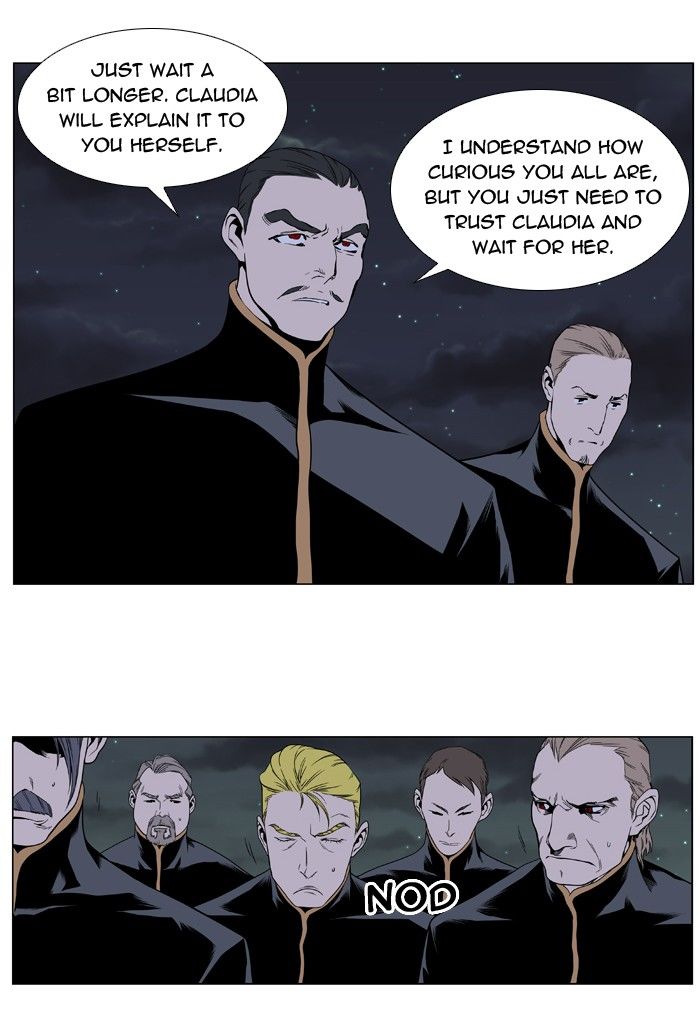 JUST WAIT A
BIT LONGER. CLAUDIA
WILL EXPLAIN IT TO
YOU HERSELF.
I UNDERSTAND HOW
CURIOUS YOU ALL ARE,
BUT YOU JUST NEED TO
TRUST CLAUDIA AND
WAIT FOR HER.
NOD